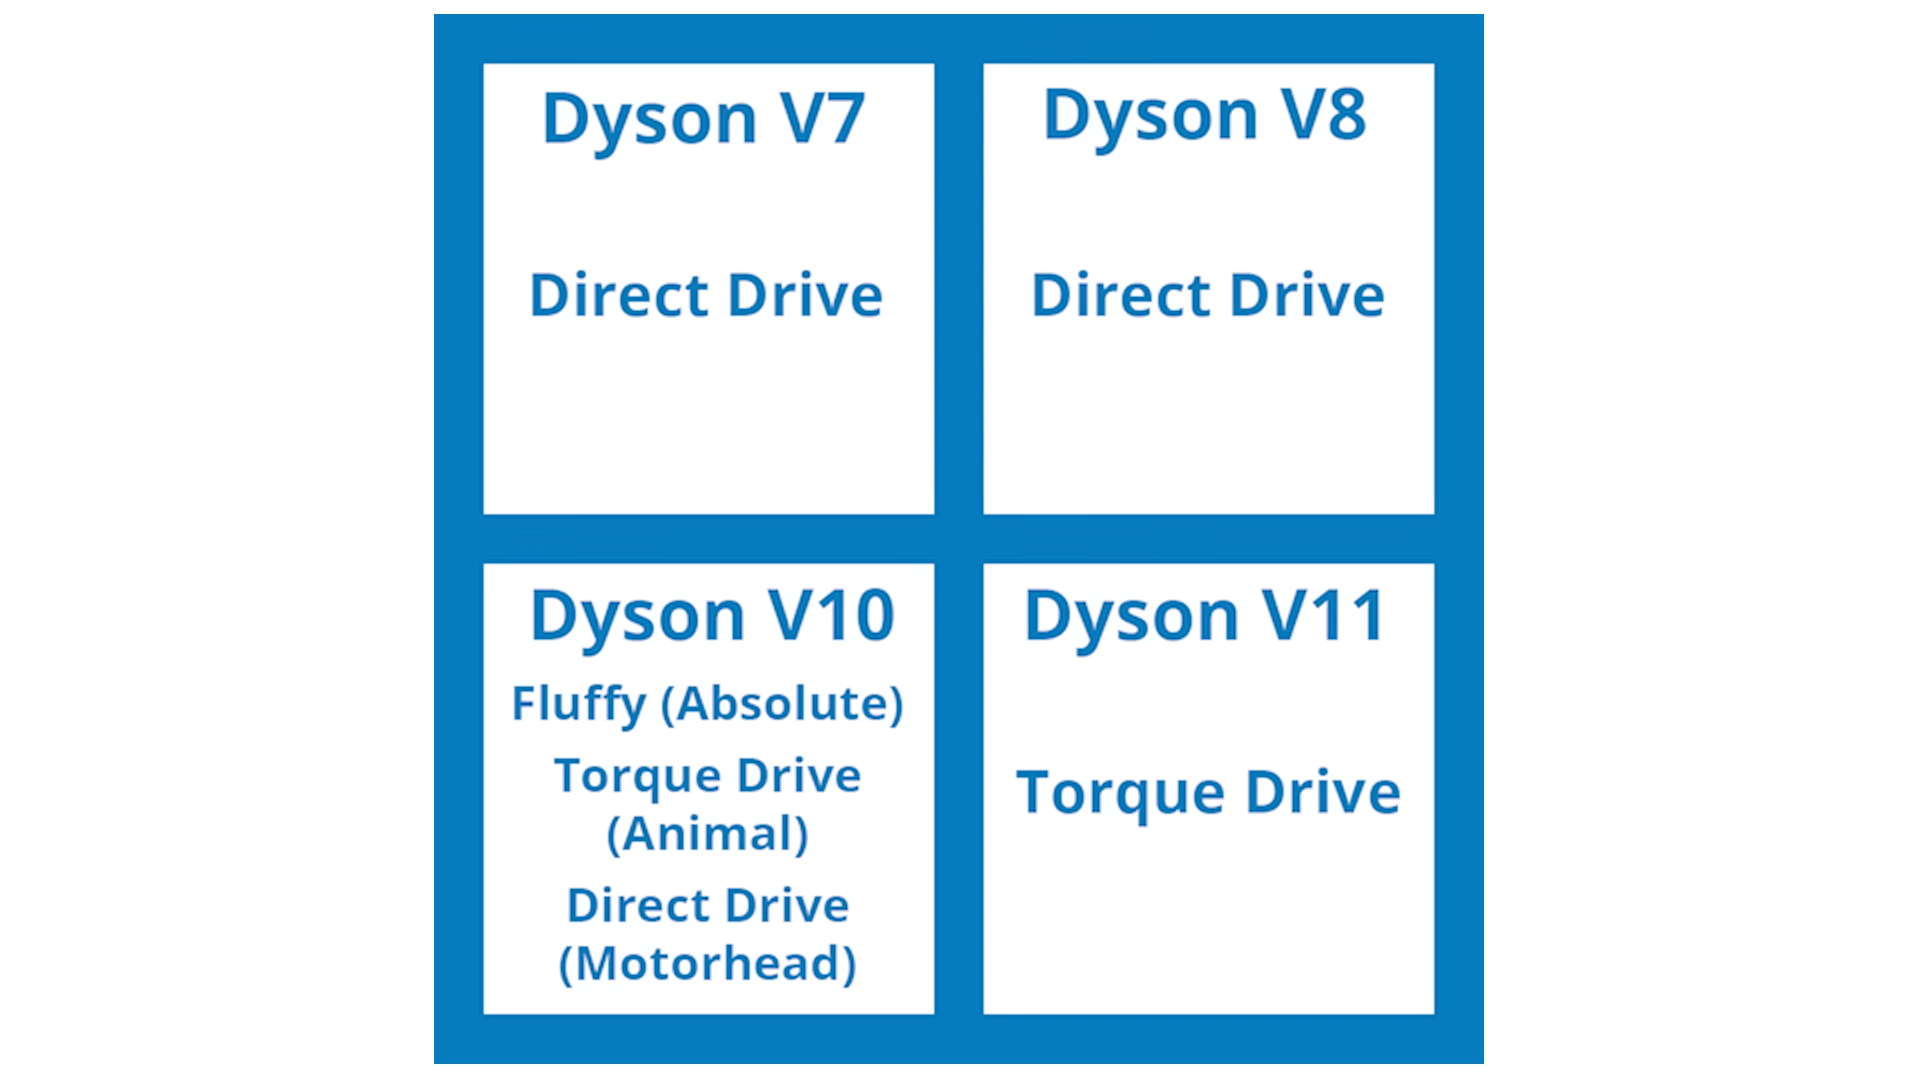 Dyson V7
Direct Drive
Dyson V8
Direct Drive
Dyson V10
Fluffy (Absolute)
Torque Drive
(Animal)
Direct Drive
(Motorhead)
Dyson V11
Torque Drive